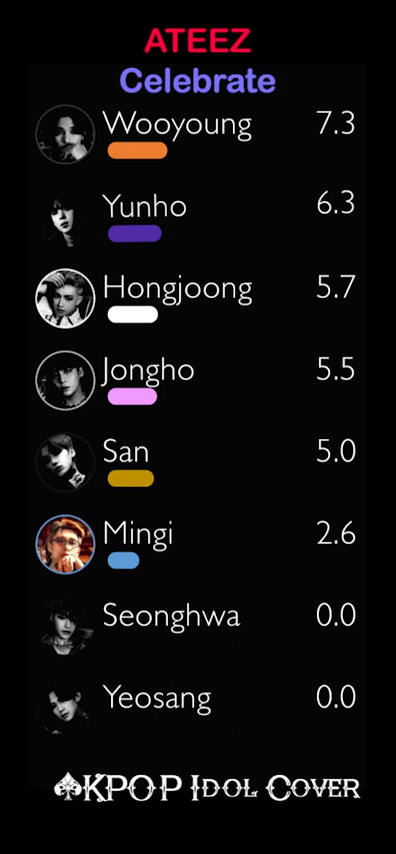 ATEEZ
Celebrate
Wooyoung 7.3
Yunho 6.3
Hongjoong 5.7
Jongho 5.5
San 5.0
Mingi 2.6
Seonghwa 0.0
Yeosang 0.0
KPOP Idol Cover